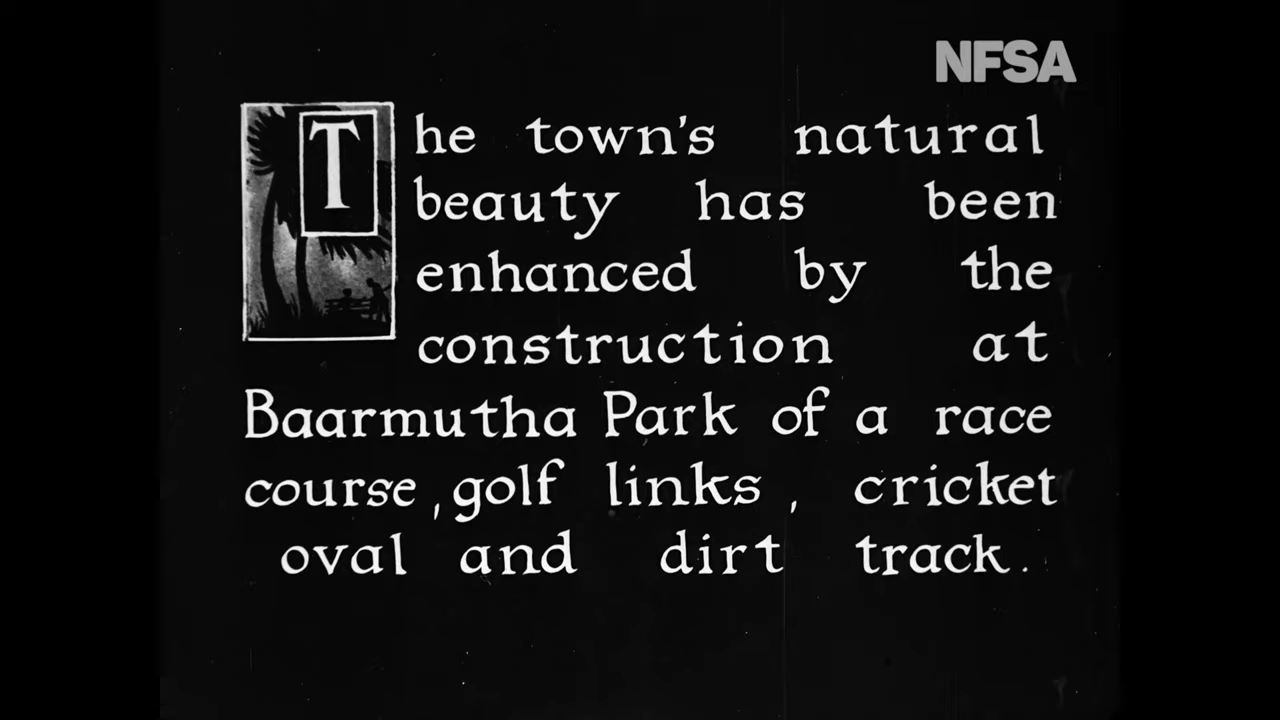 NFSA
The town's natural
beauty has been
enhanced by the
construction at
Baarmutha Park of a race
course, golf links, cricket
oval and dirt track.